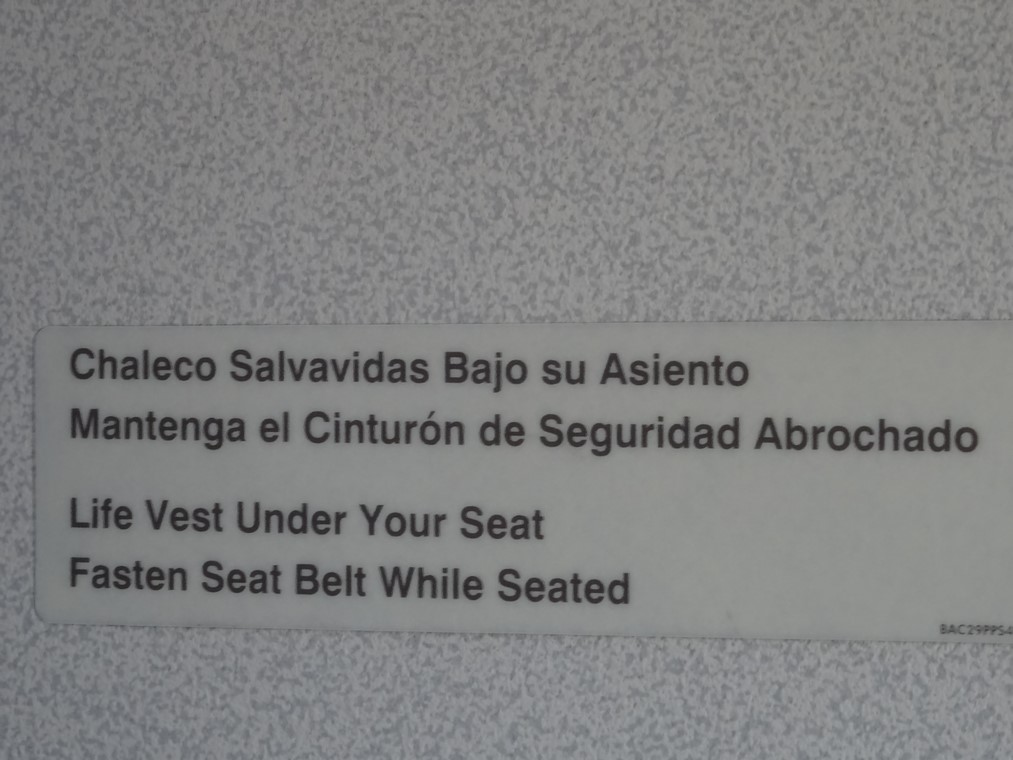 Chaleco Salvavidas Bajo su Asiento
Mantenga el Cinturón de Seguridad Abrochado
Life Vest Under Your Seat
Fasten Seat Belt While Seated
BAC29PPS4